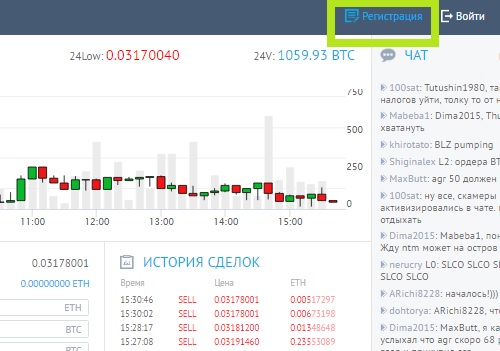 Регистрация
Войти
24Low: 0.03170040
24V: 1059.93 BTC
ЧАТ
750
500
250
0
11:00 12:00 13:00 14:00 15:00
100sat: Tutushin1980, та
налогов уйти, толку то от н
Mabeba1: Dima2015, Thu
хватануть
khirotato: BLZ pumping
Shiginalex L2: ордера BT
MaxButt: agr 50 должен
100sat: ну все, скамеры
активизировались в чате.
отдыхать
Dima2015: Mabeba1, пон
Жду ntm может на остров
nerucry L0: SLCO SLCO SL
SLCO SLCO
ARichi8228: началось!)))
dohtorya: ARichi8228, чт
Dima2015: MaxButt, я ка
услыхал что agr скоро 68 р
0.03178001
0.00000000 ETH
ETH
BTC
BTC
ИСТОРИЯ СДЕЛОК
Время Цена ETH
15:30:46 SELL 0.03178001 0.00517297
15:30:02 SELL 0.03178001 0.00673198
15:28:17 SELL 0.03181200 0.01348648
15:27:08 SELL 0.03191460 0.23553089